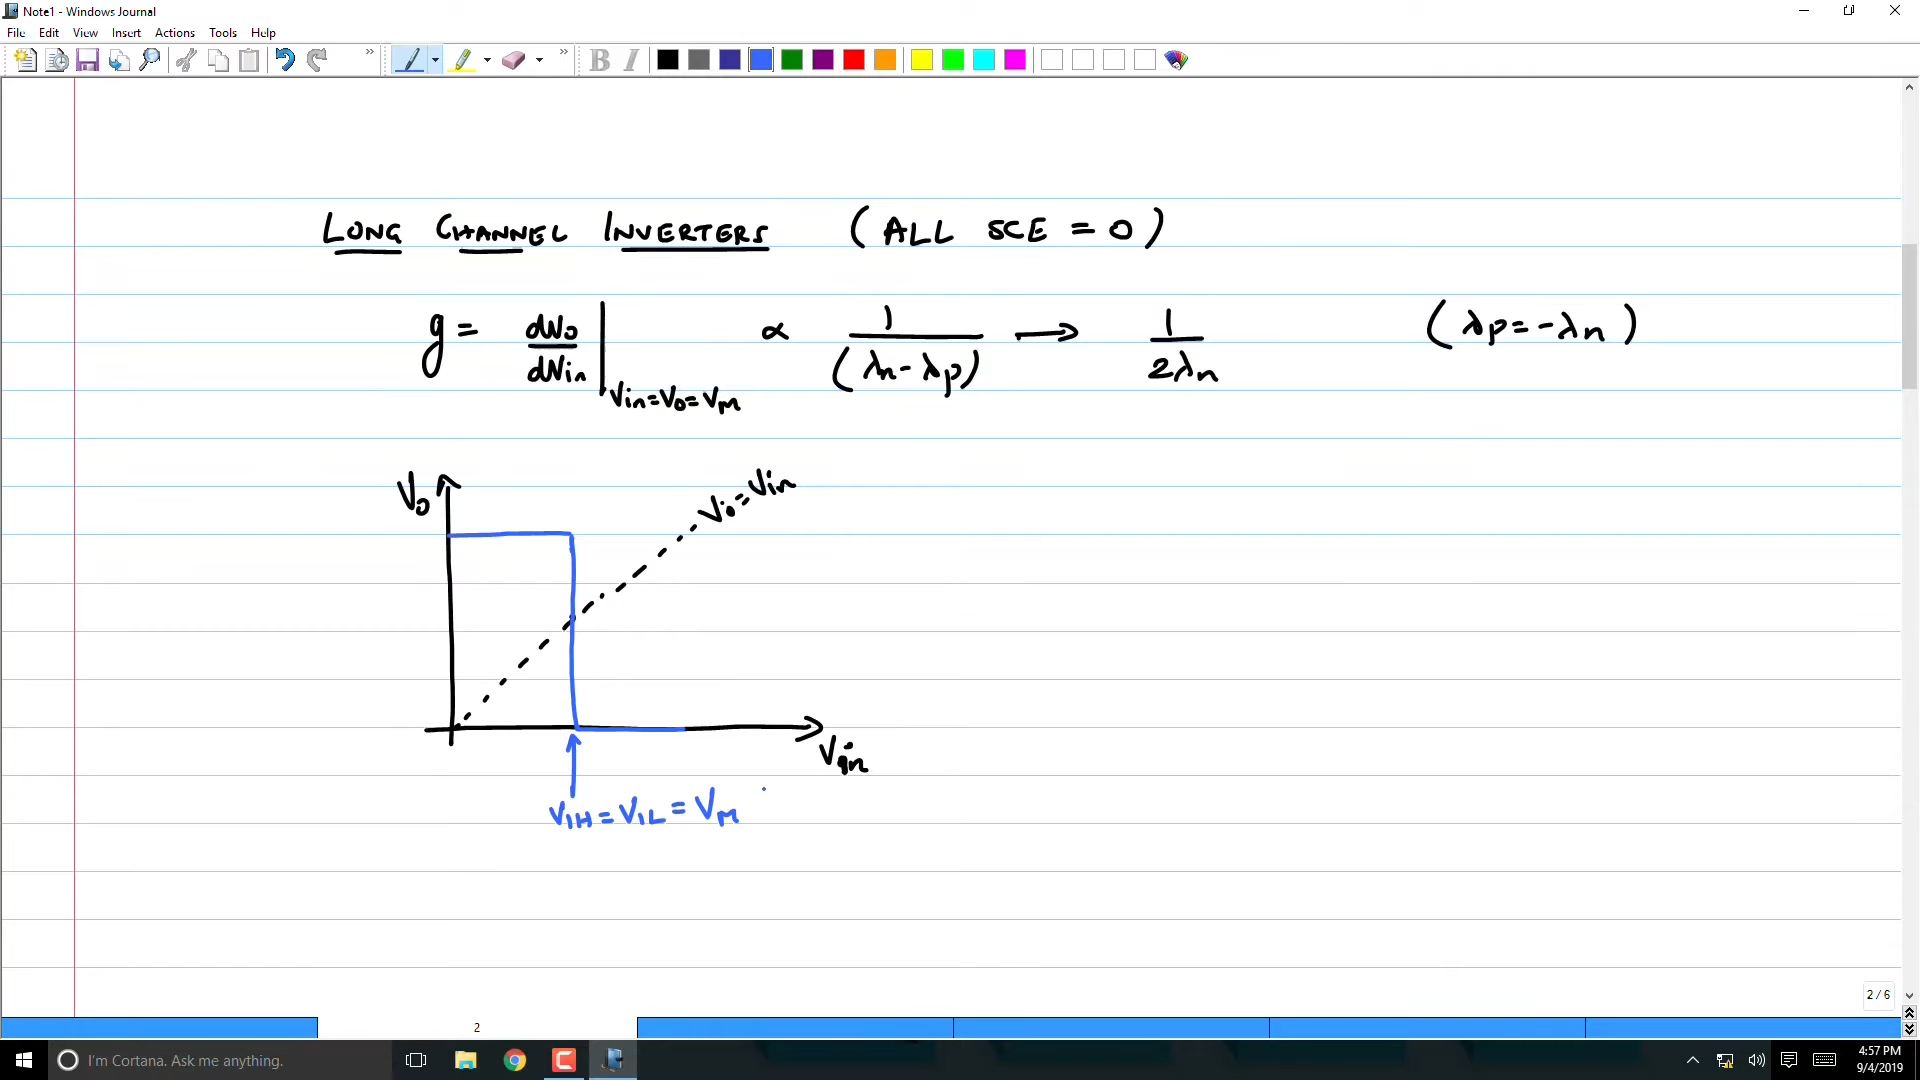 Note1 - Windows Journal
File Edit View Insert Actions Tools Help
B I
LONG CHANNEL INVERTERS (ALL SCE = 0)
g = dV₀/dVin |Vin=V₀=VM ∝ 1/(λn-λp) → 1/2λn (λp=-λn)
V₀
V₀=Vin
Vin
VIH=VIL=VM
2/6
2
I'm Cortana. Ask me anything.
4:57 PM
9/4/2019